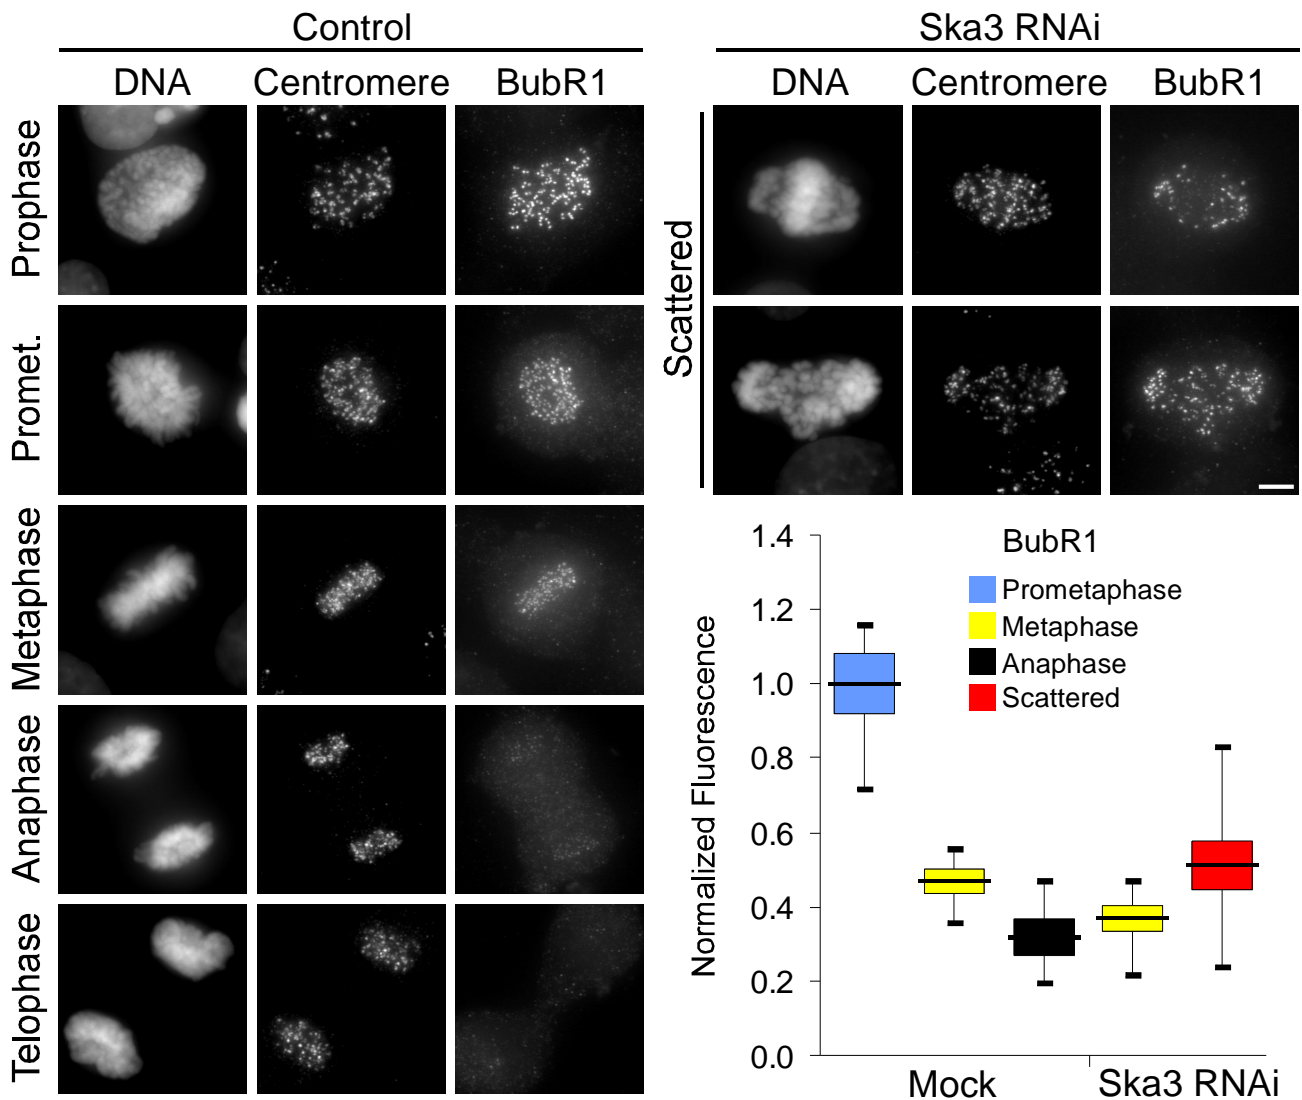 Control
DNA Centromere BubR1
Prophase
Promet.
Metaphase
Anaphase
Telophase
Ska3 RNAi
DNA Centromere BubR1
Scattered
BubR1
Prometaphase
Metaphase
Anaphase
Scattered
Normalized Fluorescence
1.4
1.2
1.0
0.8
0.6
0.4
0.2
0.0
Mock Ska3 RNAi